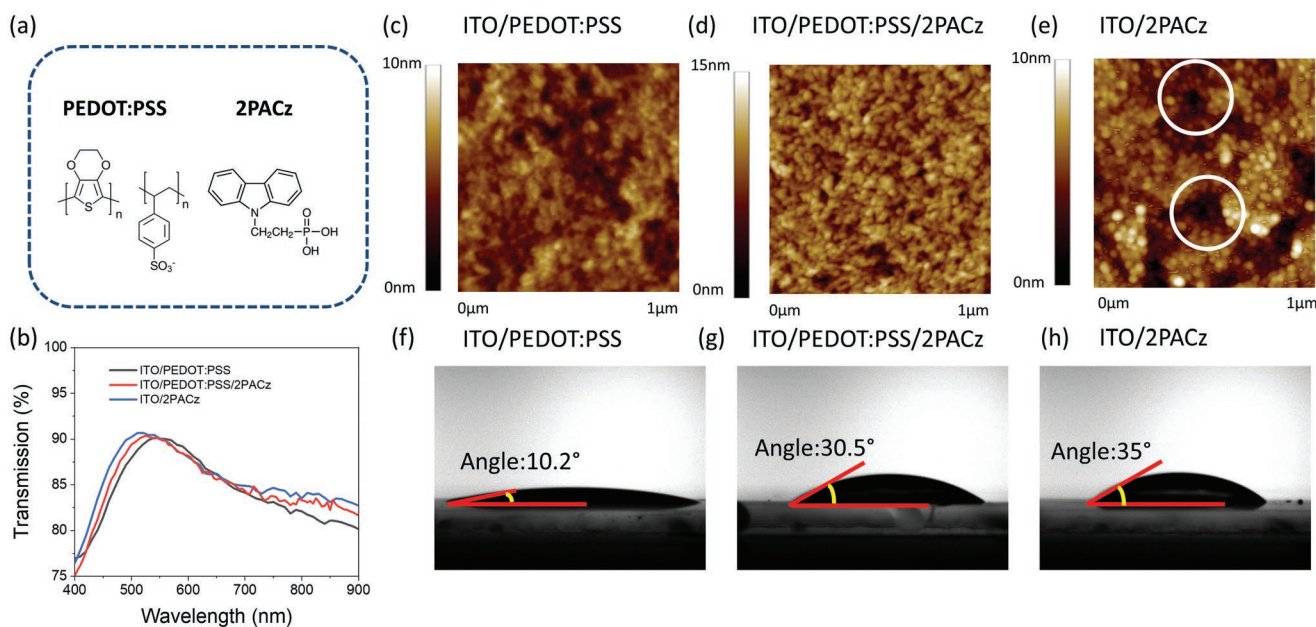 (a)
PEDOT:PSS
2PACz
O
O
S
n
n
SO₃⁻
N
CH₂CH₂
O
P
OH
OH
(b)
Transmission (%)
100
95
90
85
80
75
400
500
600
700
800
900
Wavelength (nm)
ITO/PEDOT:PSS
ITO/PEDOT:PSS/2PACz
ITO/2PACz
(c)
ITO/PEDOT:PSS
10nm
0nm
0μm
1μm
(d)
ITO/PEDOT:PSS/2PACz
15nm
0nm
0μm
1μm
(e)
ITO/2PACz
10nm
0nm
0μm
1μm
(f)
ITO/PEDOT:PSS
Angle:10.2°
(g)
ITO/PEDOT:PSS/2PACz
Angle:30.5°
(h)
ITO/2PACz
Angle:35°